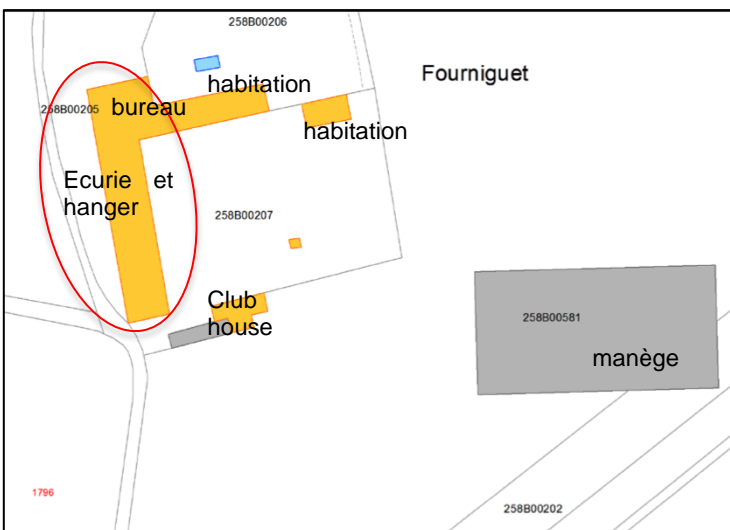 258B00206
Fourniguet
habitation
258B00205
bureau
habitation
Ecurie et
hanger
258B00207
Club
house
258B00581
manège
1796
258B00202